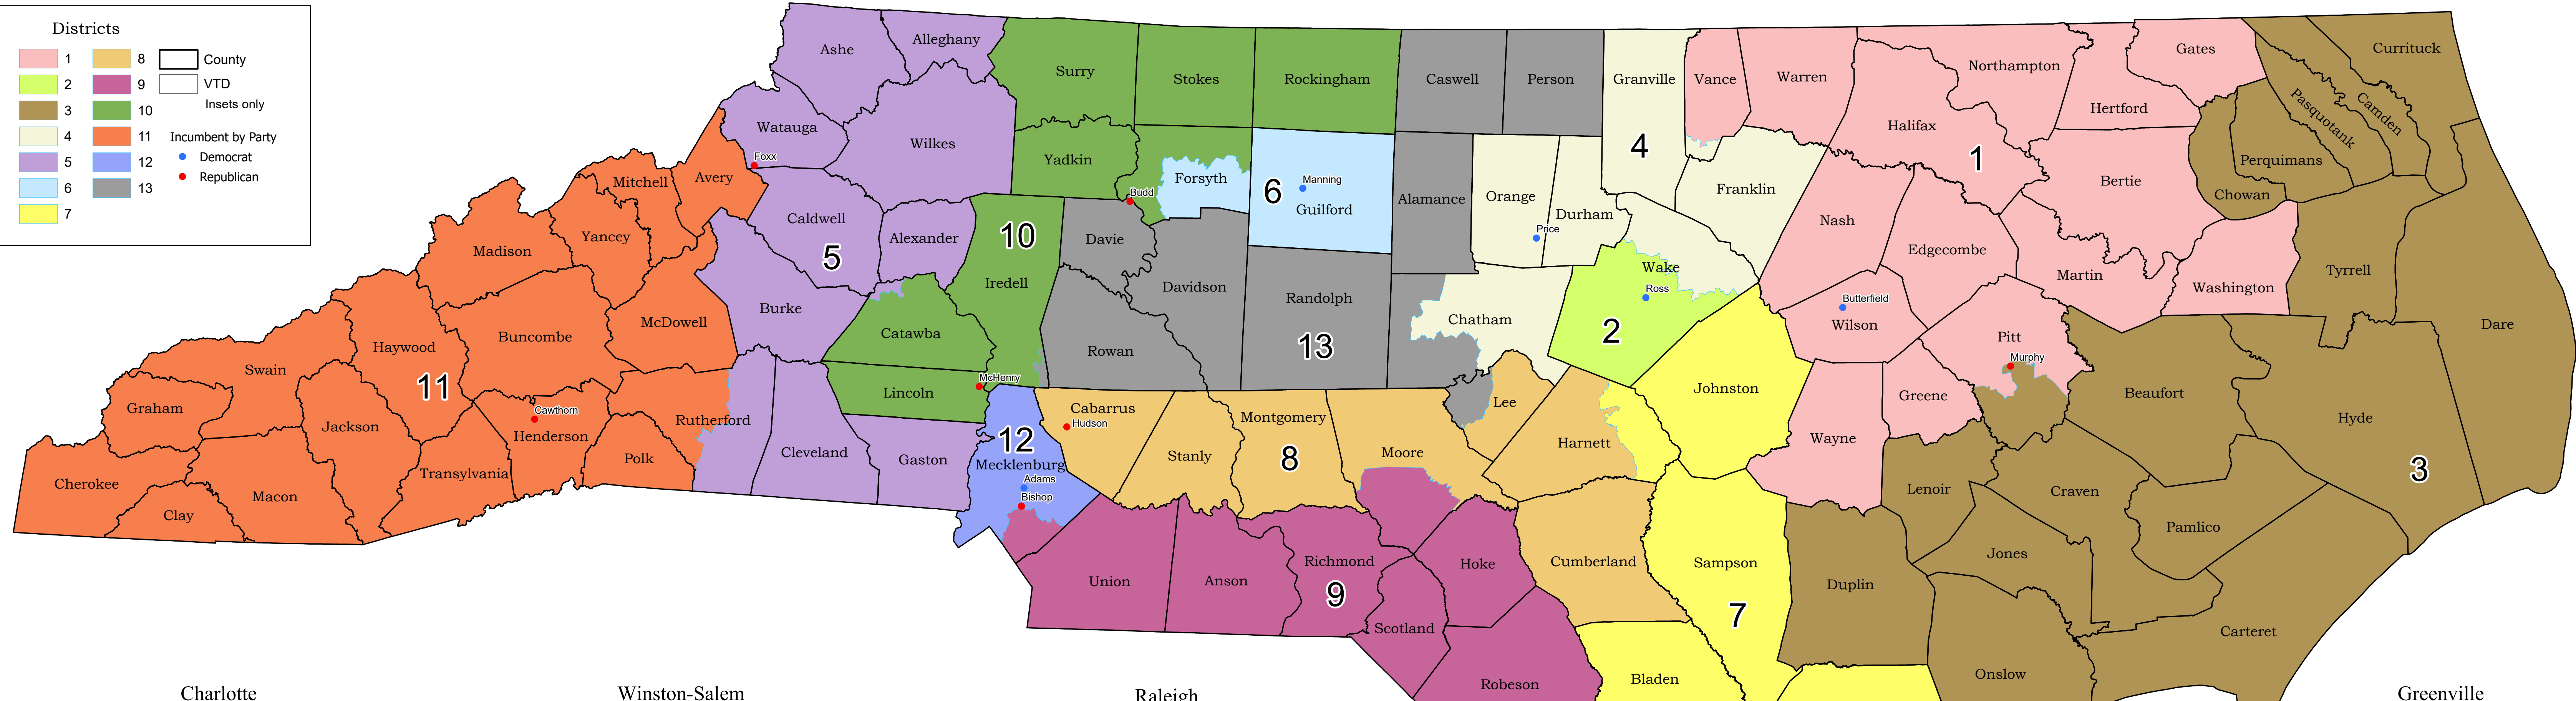 Districts
1
8
County
2
9
VTD
3
10
Insets only
4
11
Incumbent by Party
5
12
Democrat
6
13
Republican
7
Ashe
Alleghany
Surry
Stokes
Rockingham
Caswell
Person
Granville
Vance
Warren
Northampton
Gates
Currituck
Hertford
Halifax
Pasquotank
Camden
Perquimans
Chowan
Watauga
Wilkes
Yadkin
Foxx
Forsyth
Budd
6
Manning
Guilford
Alamance
Orange
Durham
Price
4
Franklin
1
Bertie
Nash
Edgecombe
Martin
Washington
Tyrrell
Dare
Mitchell
Avery
Yancey
Madison
Caldwell
5
Alexander
10
Iredell
Davie
Davidson
Randolph
13
Chatham
Wake
Ross
2
Butterfield
Wilson
Pitt
Murphy
Burke
McDowell
Buncombe
Haywood
11
Swain
Graham
Jackson
Catawba
Rowan
McHenry
Lincoln
Cabarrus
Hudson
Montgomery
Lee
Johnston
Greene
Beaufort
Hyde
3
Cawthorn
Henderson
Rutherford
Polk
Transylvania
Cherokee
Clay
Macon
Cleveland
Gaston
12
Mecklenburg
Adams
Bishop
Stanly
8
Moore
Harnett
Wayne
Lenoir
Craven
Pamlico
Union
Anson
Richmond
9
Hoke
Scotland
Cumberland
Sampson
7
Duplin
Jones
Carteret
Onslow
Robeson
Bladen
Charlotte
Winston-Salem
Raleigh
Greenville